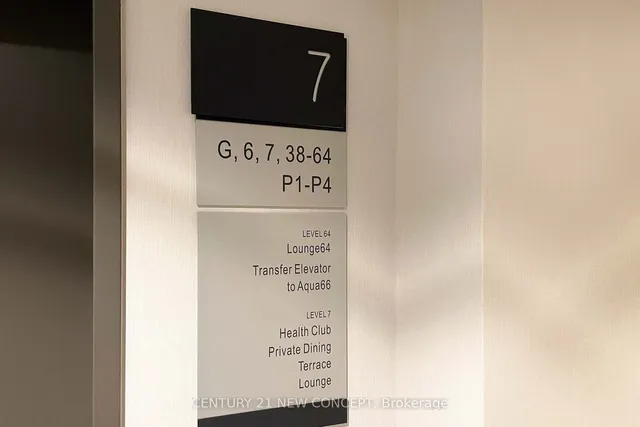 7
G, 6, 7, 38-64
P1-P4
LEVEL 64
Lounge64
Transfer Elevator
to Aqua66
LEVEL 7
Health Club
Private Dining
Terrace
Lounge
CENTURY 21 NEW CONCEPT, Brokerage